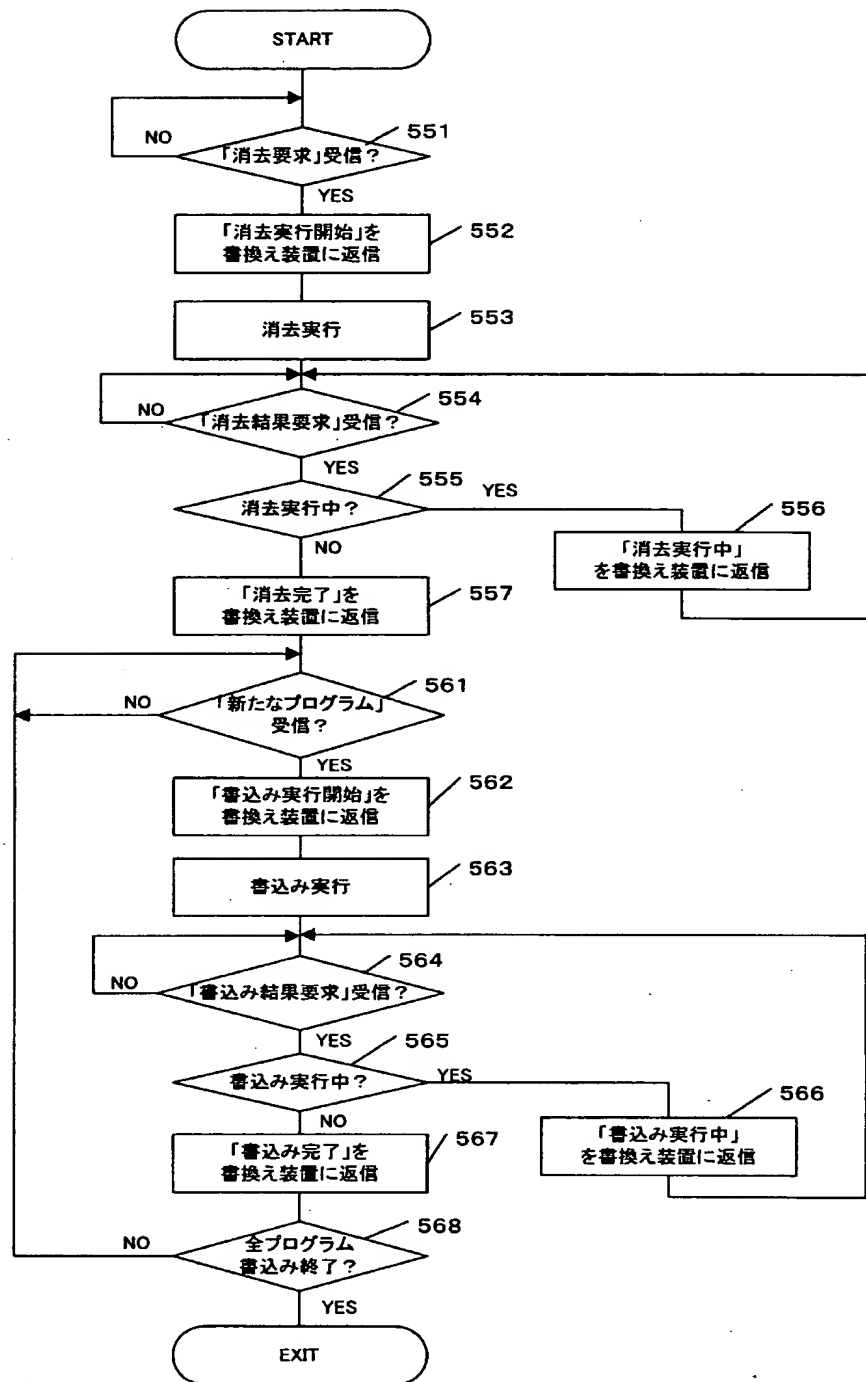 START
NO
551
「消去要求」受信？
YES
「消去実行開始」を
書換え装置に返信
552
消去実行
553
NO
554
「消去結果要求」受信？
YES
555
消去実行中？
YES
556
「消去実行中」
を書換え装置に返信
NO
「消去完了」を
書換え装置に返信
557
NO
561
「新たなプログラム」
受信？
YES
「書込み実行開始」を
書換え装置に返信
562
書込み実行
563
NO
564
「書込み結果要求」受信？
YES
565
書込み実行中？
YES
566
「書込み実行中」
を書換え装置に返信
NO
「書込み完了」を
書換え装置に返信
567
NO
568
全プログラム
書込み終了？
YES
EXIT